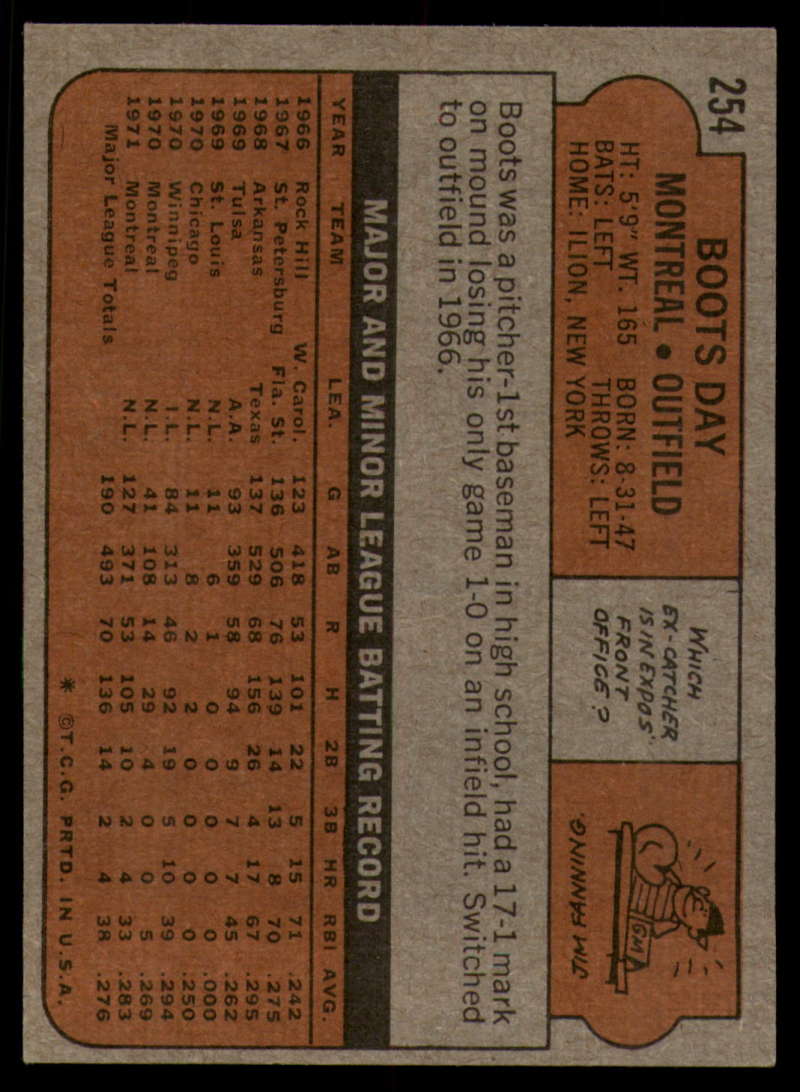 254
BOOTS DAY
MONTREAL • OUTFIELD
HT: 5'9" WT. 165 BORN: 8-31-47
BATS: LEFT THROWS: LEFT
HOME: ILION, NEW YORK
WHICH
EX-CATCHER
IS IN EXPOS'
FRONT
OFFICE?
GM
JIM FANNING.
Boots was a pitcher-1st baseman in high school, had a 17-1 mark
on mound losing his only game 1-0 on an infield hit. Switched
to outfield in 1966.
MAJOR AND MINOR LEAGUE BATTING RECORD
YEAR TEAM LEA. G AB R H 2B 3B HR RBI AVG.
1966 Rock Hill W. Carol. 123 418 53 101 22 5 15 71 .242
1967 St. Petersburg Fla. St. 136 506 76 139 14 13 8 70 .275
1968 Arkansas Texas 137 529 68 156 26 4 17 67 .295
1969 Tulsa A.A. 93 359 58 94 9 7 7 45 .262
1969 St. Louis N.L. 11 6 1 0 0 0 0 0 .000
1970 Chicago N.L. 11 8 2 2 0 0 0 0 .250
1970 Winnipeg I.L. 84 313 46 92 19 5 10 39 .294
1970 Montreal N.L. 41 108 14 29 4 0 0 5 .269
1971 Montreal N.L. 127 371 53 105 10 2 4 33 .283
Major League Totals 190 493 70 136 14 2 4 38 .276
* ©T.C.G. PRTD. IN U.S.A.